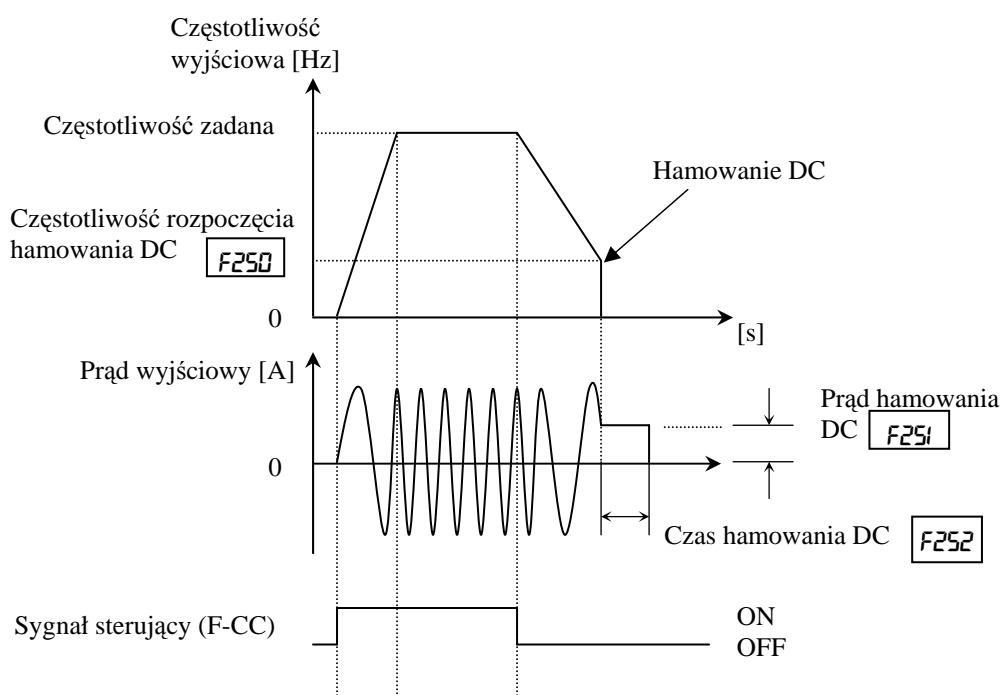 Częstotliwość
wyjściowa [Hz]
Częstotliwość zadana
Hamowanie DC
Częstotliwość rozpoczęcia
hamowania DC F250
0
[s]
Prąd wyjściowy [A]
Prąd hamowania
DC F251
0
Czas hamowania DC F252
Sygnał sterujący (F-CC)
ON
OFF